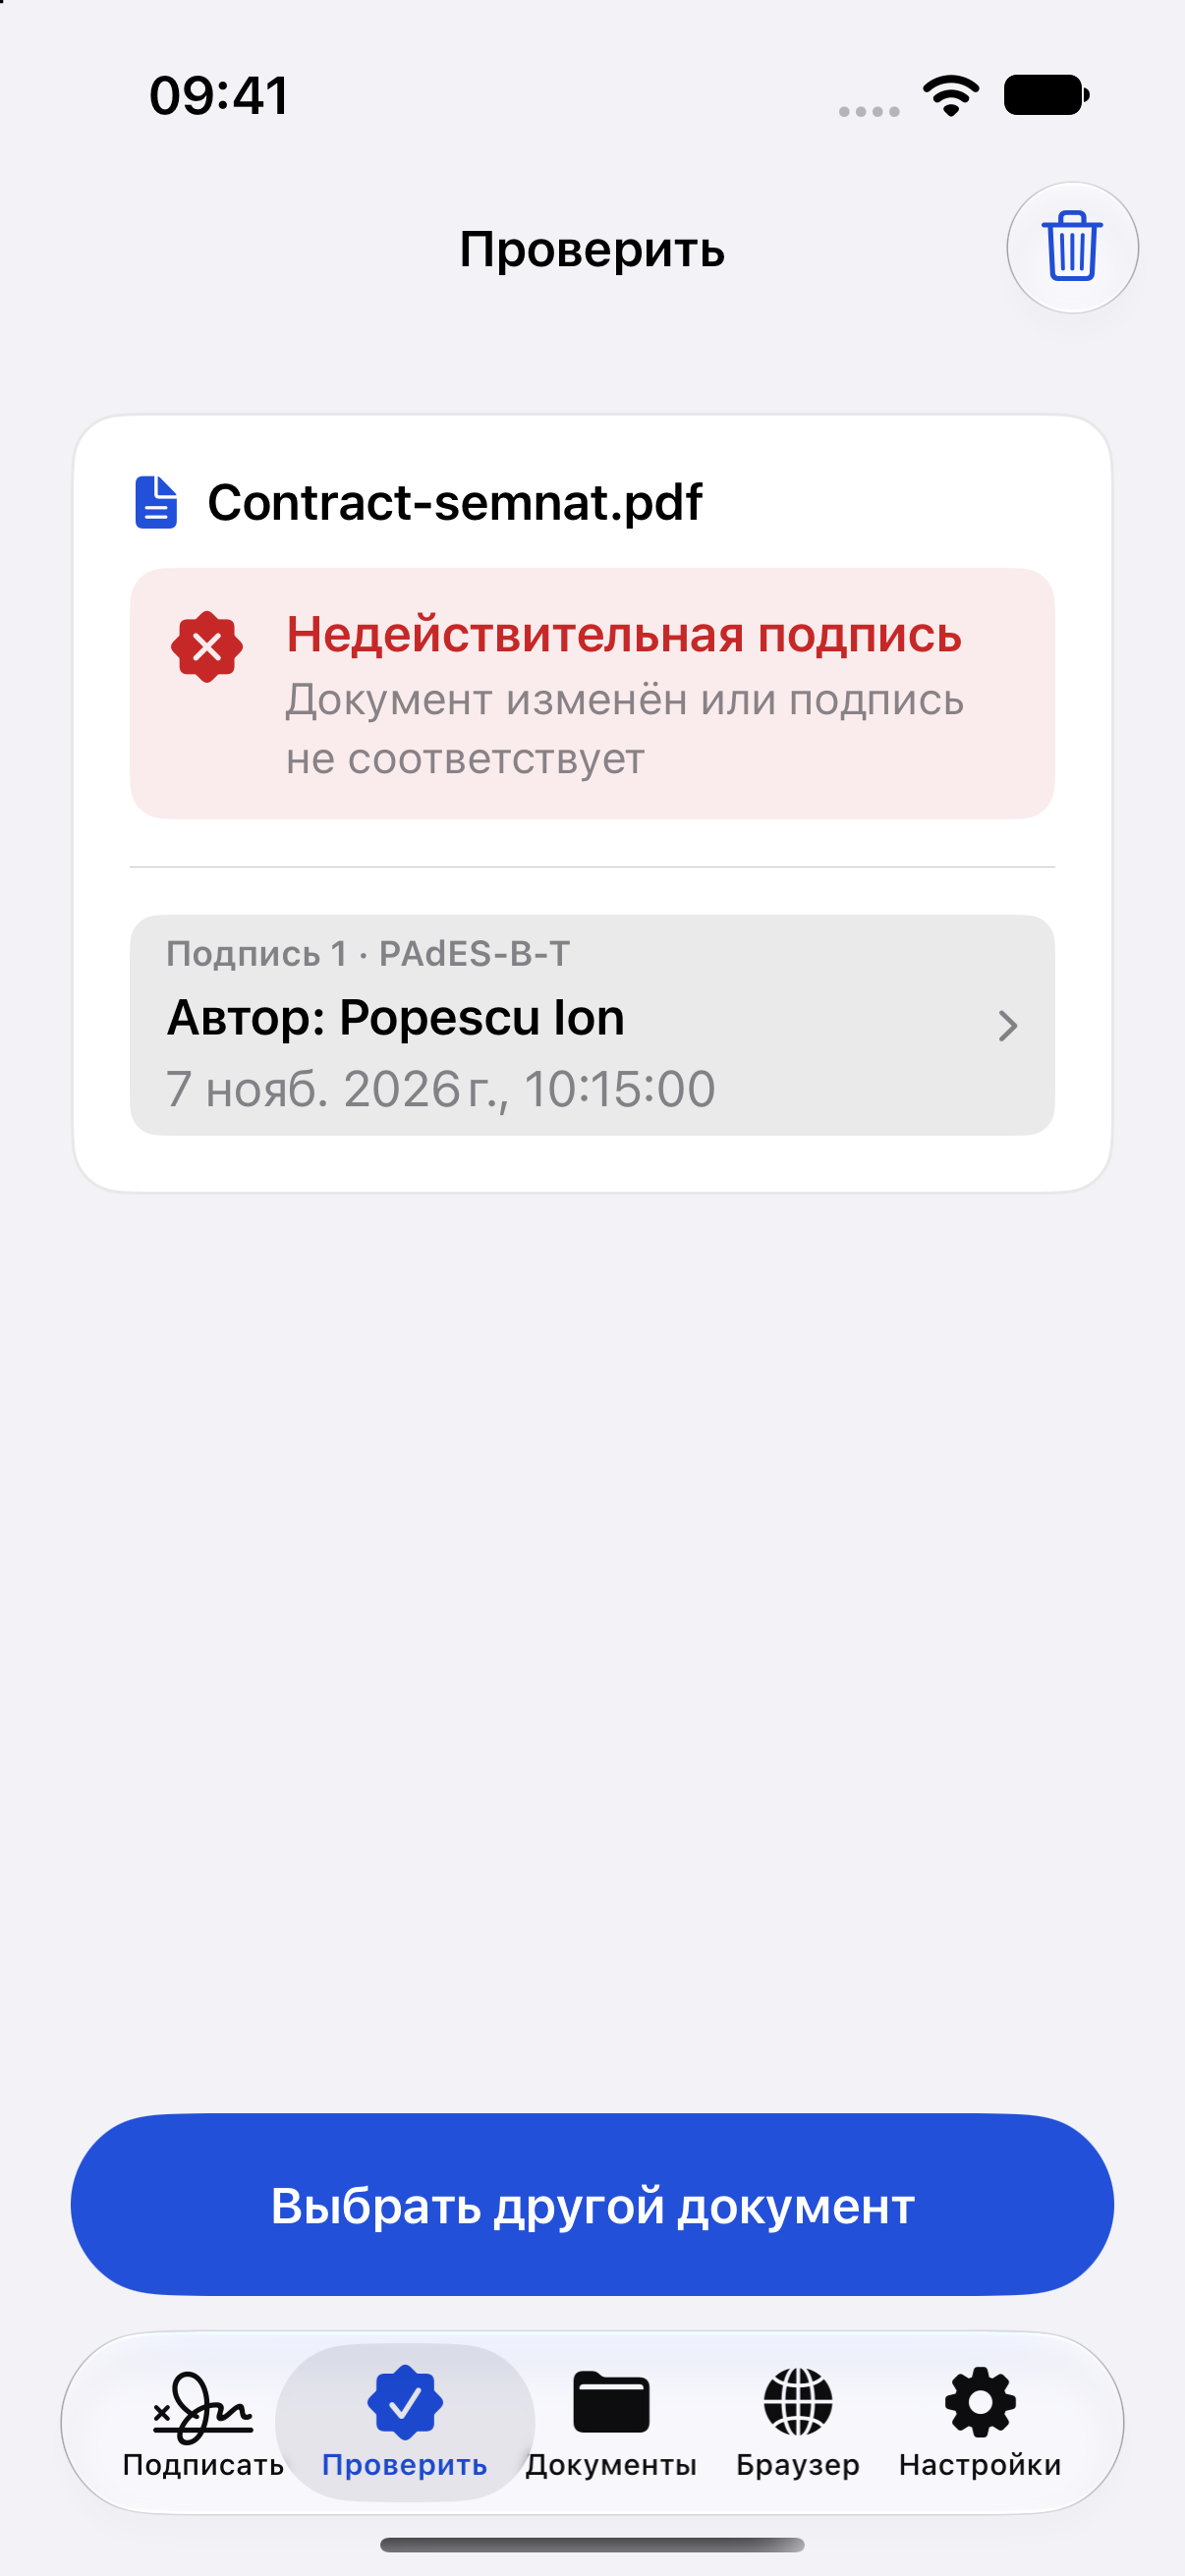 09:41
Проверить
Contract-semnat.pdf
Недействительная подпись
Документ изменён или подпись
не соответствует
Подпись 1 · PAdES-B-T
Автор: Popescu Ion
7 нояб. 2026 г., 10:15:00
Выбрать другой документ
Подписать Проверить Документы Браузер Настройки